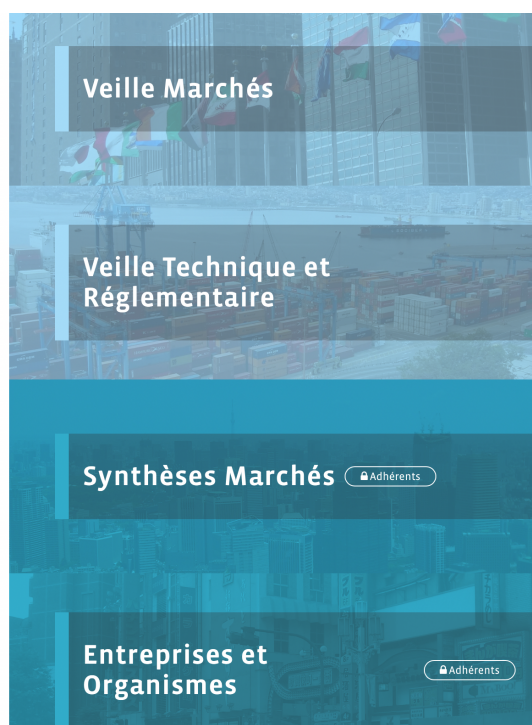 Veille Marchés
Veille Technique et
Réglementaire
Synthèses Marchés Adhérents
Entreprises et
Organismes Adhérents